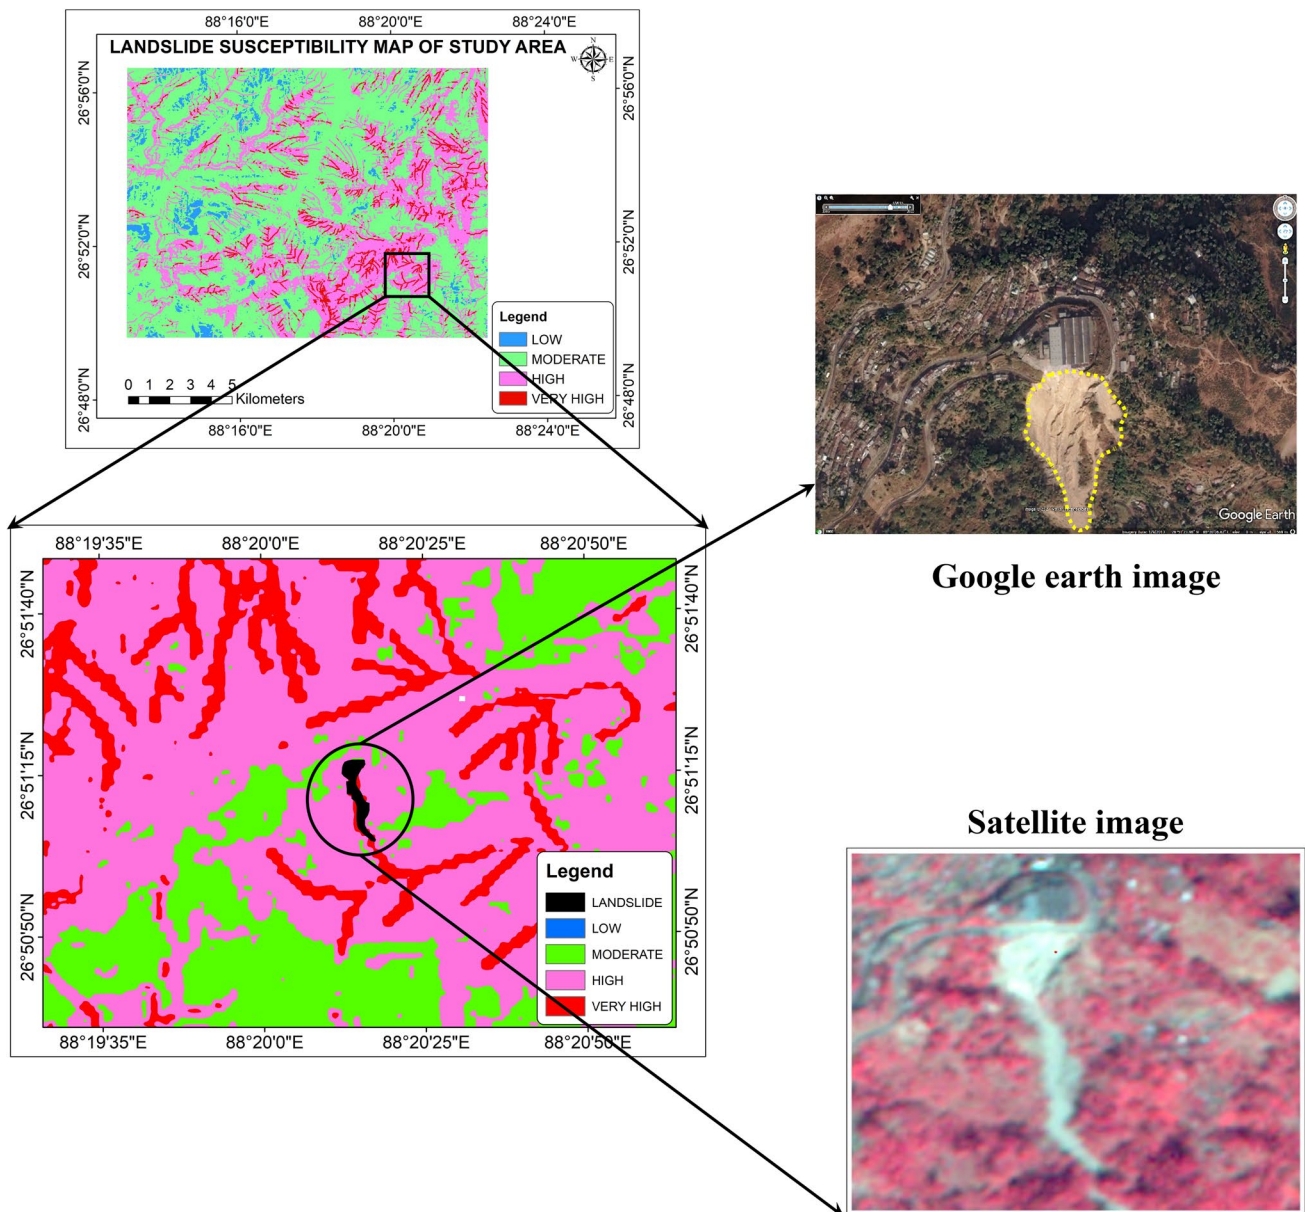 88°16'0"E 88°20'0"E 88°24'0"E
LANDSLIDE SUSCEPTIBILITY MAP OF STUDY AREA
N
W E
S
26°56'0"N
26°52'0"N
26°48'0"N
26°56'0"N
26°52'0"N
26°48'0"N
Legend
LOW
MODERATE
HIGH
VERY HIGH
0 1 2 3 4 5
Kilometers
88°16'0"E 88°20'0"E 88°24'0"E
Google Earth
Google earth image
88°19'35"E 88°20'0"E 88°20'25"E 88°20'50"E
26°51'40"N
26°51'15"N
26°50'50"N
26°51'40"N
26°51'15"N
26°50'50"N
Legend
LANDSLIDE
LOW
MODERATE
HIGH
VERY HIGH
88°19'35"E 88°20'0"E 88°20'25"E 88°20'50"E
Satellite image